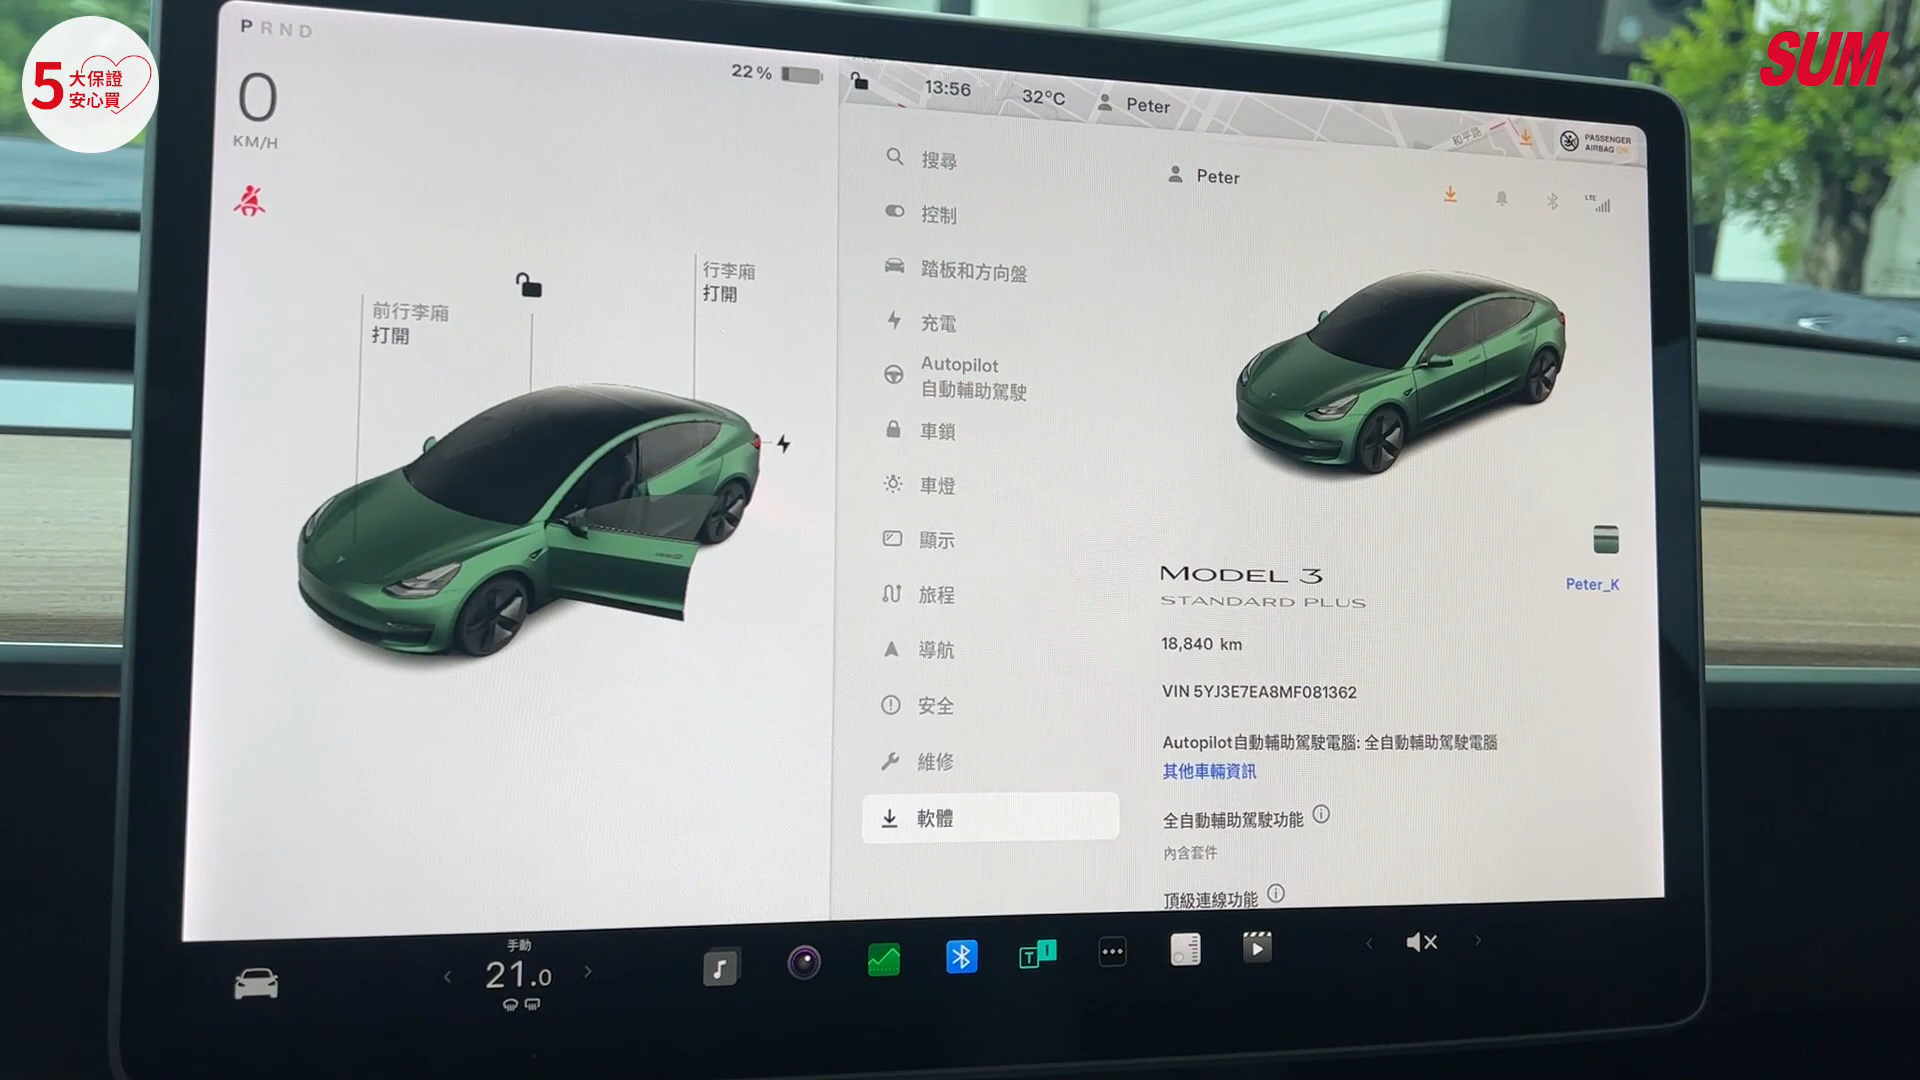 5大保證
安心買
SUM
PRND
0
KM/H
22%
13:56
32°C
Peter
和平路
PASSENGER
AIRBAG ON
前行李廂
打開
行李廂
打開
搜尋
控制
踏板和方向盤
充電
Autopilot
自動輔助駕駛
車鎖
車燈
顯示
旅程
導航
安全
維修
軟體
Peter
LTE
MODEL 3
STANDARD PLUS
Peter_K
18,840 km
VIN 5YJ3E7EA8MF081362
Autopilot自動輔助駕駛電腦: 全自動輔助駕駛電腦
其他車輛資訊
全自動輔助駕駛功能
內含套件
頂級連線功能
手動
21.0
T